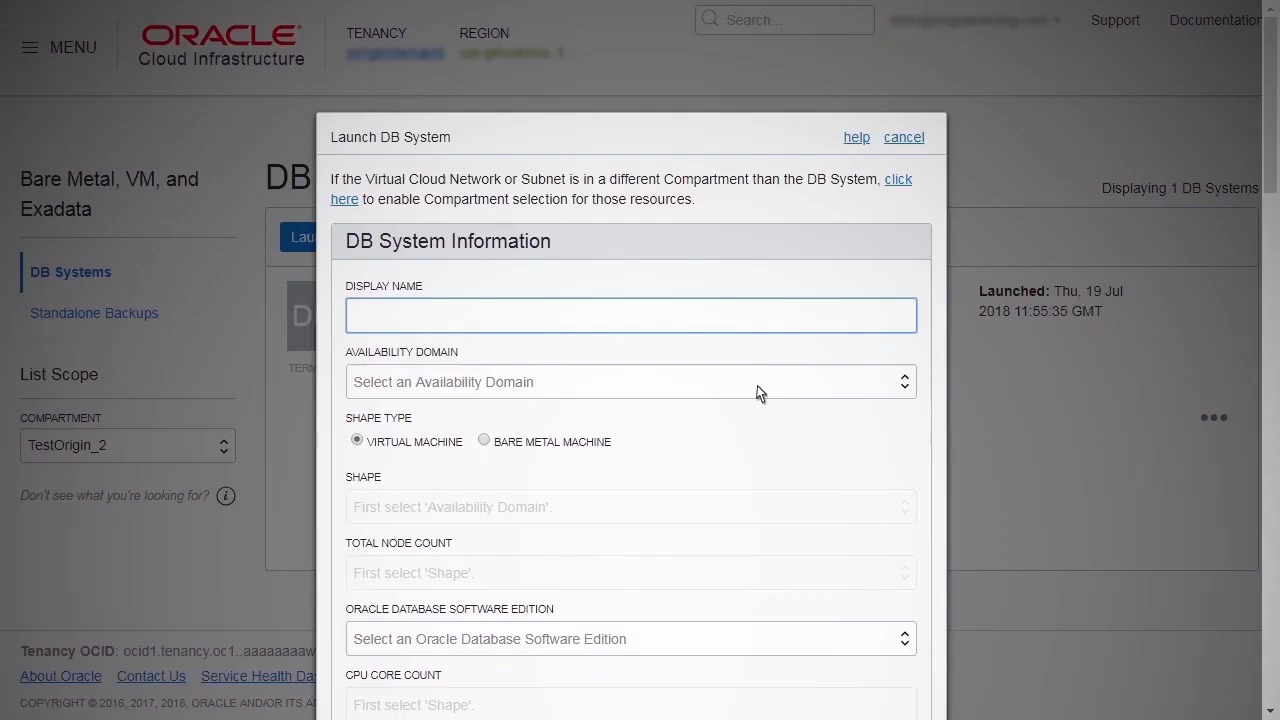 MENU
ORACLE
Cloud Infrastructure
TENANCY
REGION
Search...
Support
Documentation
Bare Metal, VM, and
Exadata
DB Systems
Standalone Backups
List Scope
COMPARTMENT
TestOrigin_2
Don't see what you're looking for?
DB
Displaying 1 DB Systems
Lau
D
TERM
Launched: Thu, 19 Jul
2018 11:55:35 GMT
Launch DB System
help cancel
If the Virtual Cloud Network or Subnet is in a different Compartment than the DB System, click
here to enable Compartment selection for those resources.
DB System Information
DISPLAY NAME
AVAILABILITY DOMAIN
Select an Availability Domain
SHAPE TYPE
VIRTUAL MACHINE BARE METAL MACHINE
SHAPE
First select 'Availability Domain'.
TOTAL NODE COUNT
First select 'Shape'.
ORACLE DATABASE SOFTWARE EDITION
Select an Oracle Database Software Edition
CPU CORE COUNT
First select 'Shape'.
Tenancy OCID: ocid1.tenancy.oc1..aaaaaaaaw
About Oracle Contact Us Service Health Das
COPYRIGHT © 2016, 2017, 2018, ORACLE AND/OR ITS AF